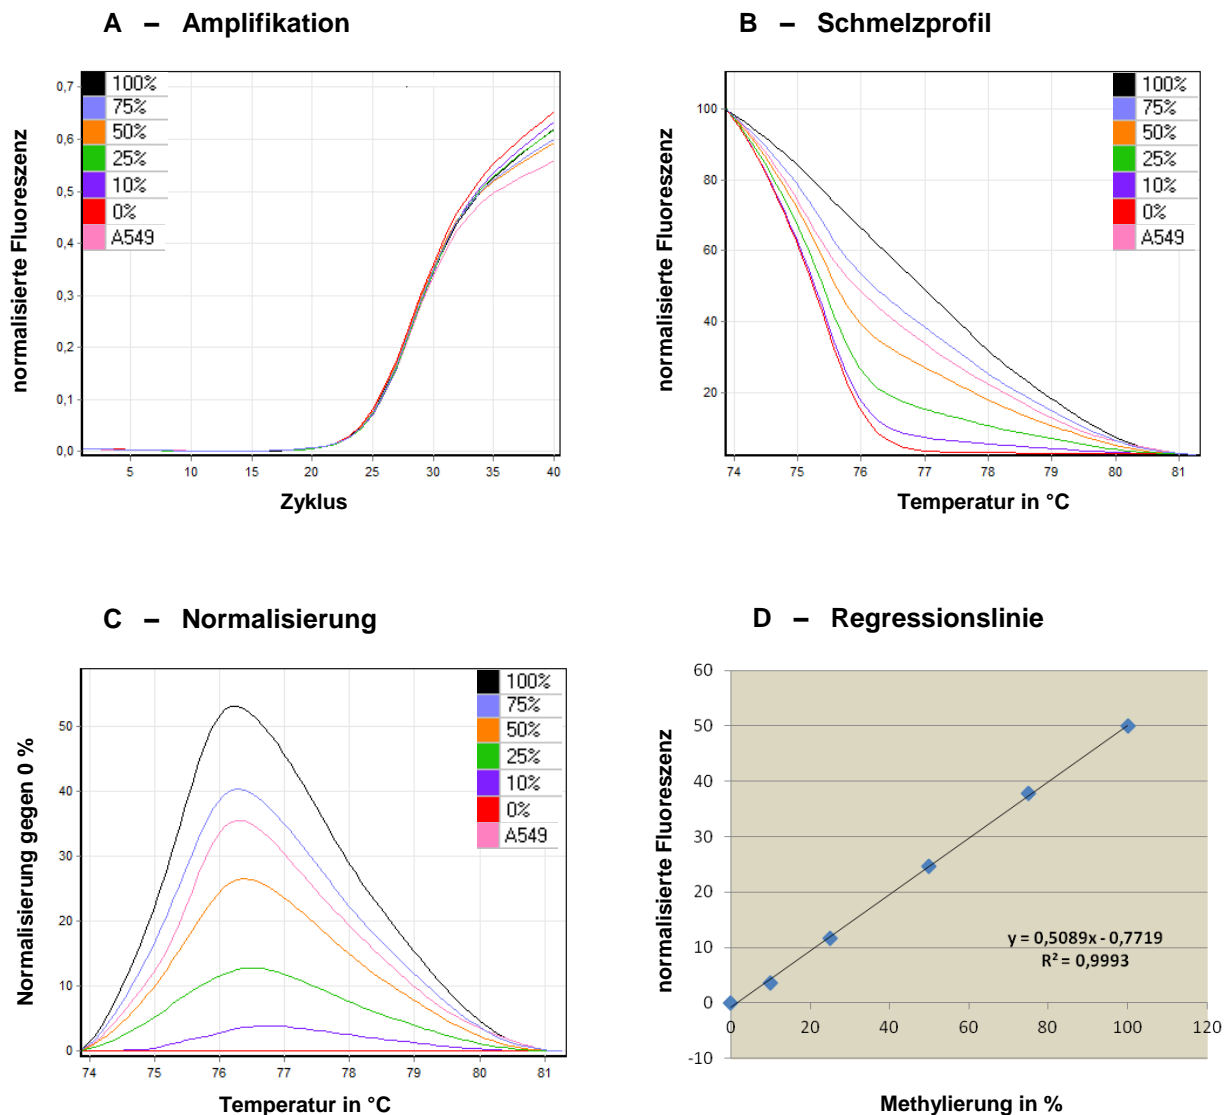 A – Amplifikation
normalisierte Fluoreszenz
0,7
0,6
0,5
0,4
0,3
0,2
0,1
0,0
100%
75%
50%
25%
10%
0%
A549
5 10 15 20 25 30 35 40
Zyklus
B – Schmelzprofil
normalisierte Fluoreszenz
100
80
60
40
20
100%
75%
50%
25%
10%
0%
A549
74 75 76 77 78 79 80 81
Temperatur in °C
C – Normalisierung
Normalisierung gegen 0 %
50
40
30
20
10
0
100%
75%
50%
25%
10%
0%
A549
74 75 76 77 78 79 80 81
Temperatur in °C
D – Regressionslinie
normalisierte Fluoreszenz
60
50
40
30
20
10
0
-10
y = 0,5089x - 0,7719
R² = 0,9993
0 20 40 60 80 100 120
Methylierung in %